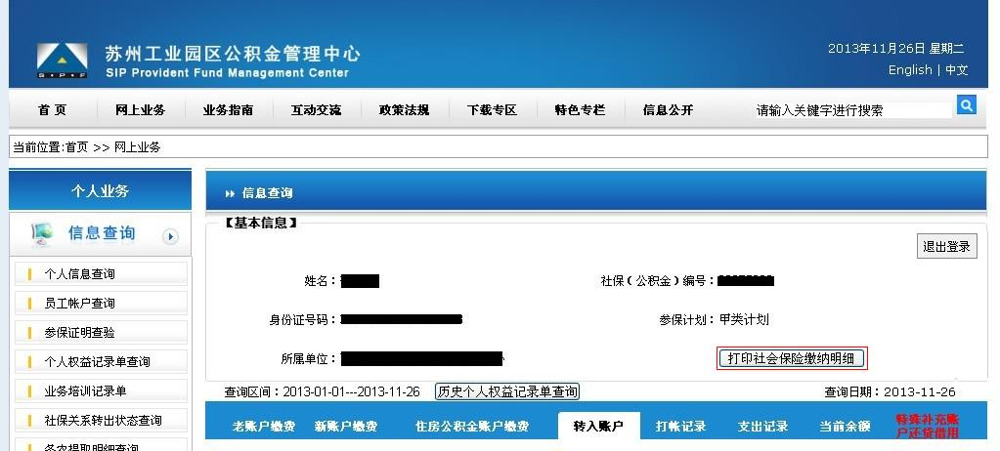 苏州工业园区公积金管理中心
SIP Provident Fund Management Center
S·P·F
2013年11月26日 星期二
English | 中文
首 页 网上业务 业务指南 互动交流 政策法规 下载专区 特色专栏 信息公开 请输入关键字进行搜索
当前位置:首页 >> 网上业务
个人业务
信息查询
个人信息查询
员工帐户查询
参保证明查验
个人权益记录单查询
业务培训记录单
社保关系转出状态查询
信息查询
【基本信息】
退出登录
姓名：
社保（公积金）编号：
身份证号码：
参保计划：甲类计划
所属单位：
打印社会保险缴纳明细
查询区间：2013-01-01---2013-11-26 历史个人权益记录单查询 查询日期：2013-11-26
老账户缴费 新账户缴费 住房公积金账户缴费 转入账户 打帐记录 支出记录 当前余额 特殊补充账
户还贷借用